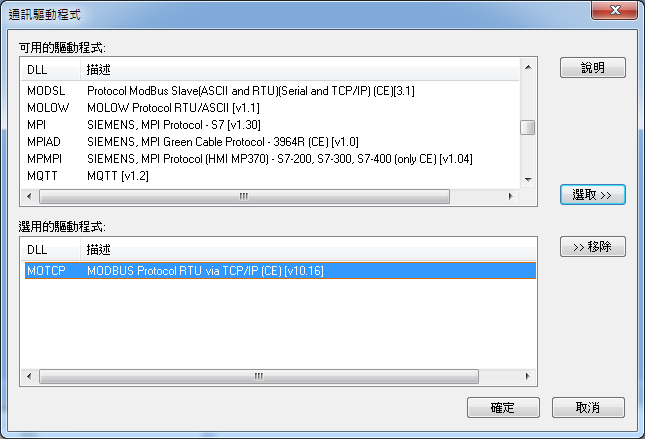 通訊驅動程式
可用的驅動程式:
DLL 描述
MODSL Protocol ModBus Slave(ASCII and RTU)(Serial and TCP/IP) (CE)[3.1]
MOLOW MOLOW Protocol RTU/ASCII [v1.1]
MPI SIEMENS, MPI Protocol - S7 [v1.30]
MPIAD SIEMENS, MPI Green Cable Protocol - 3964R (CE) [v1.0]
MPMPI SIEMENS, MPI Protocol (HMI MP370) - S7-200, S7-300, S7-400 (only CE) [v1.04]
MQTT MQTT [v1.2]
說明
選取 >>
選用的驅動程式:
DLL 描述
MOTCP MODBUS Protocol RTU via TCP/IP (CE) [v10.16]
>> 移除
確定 取消